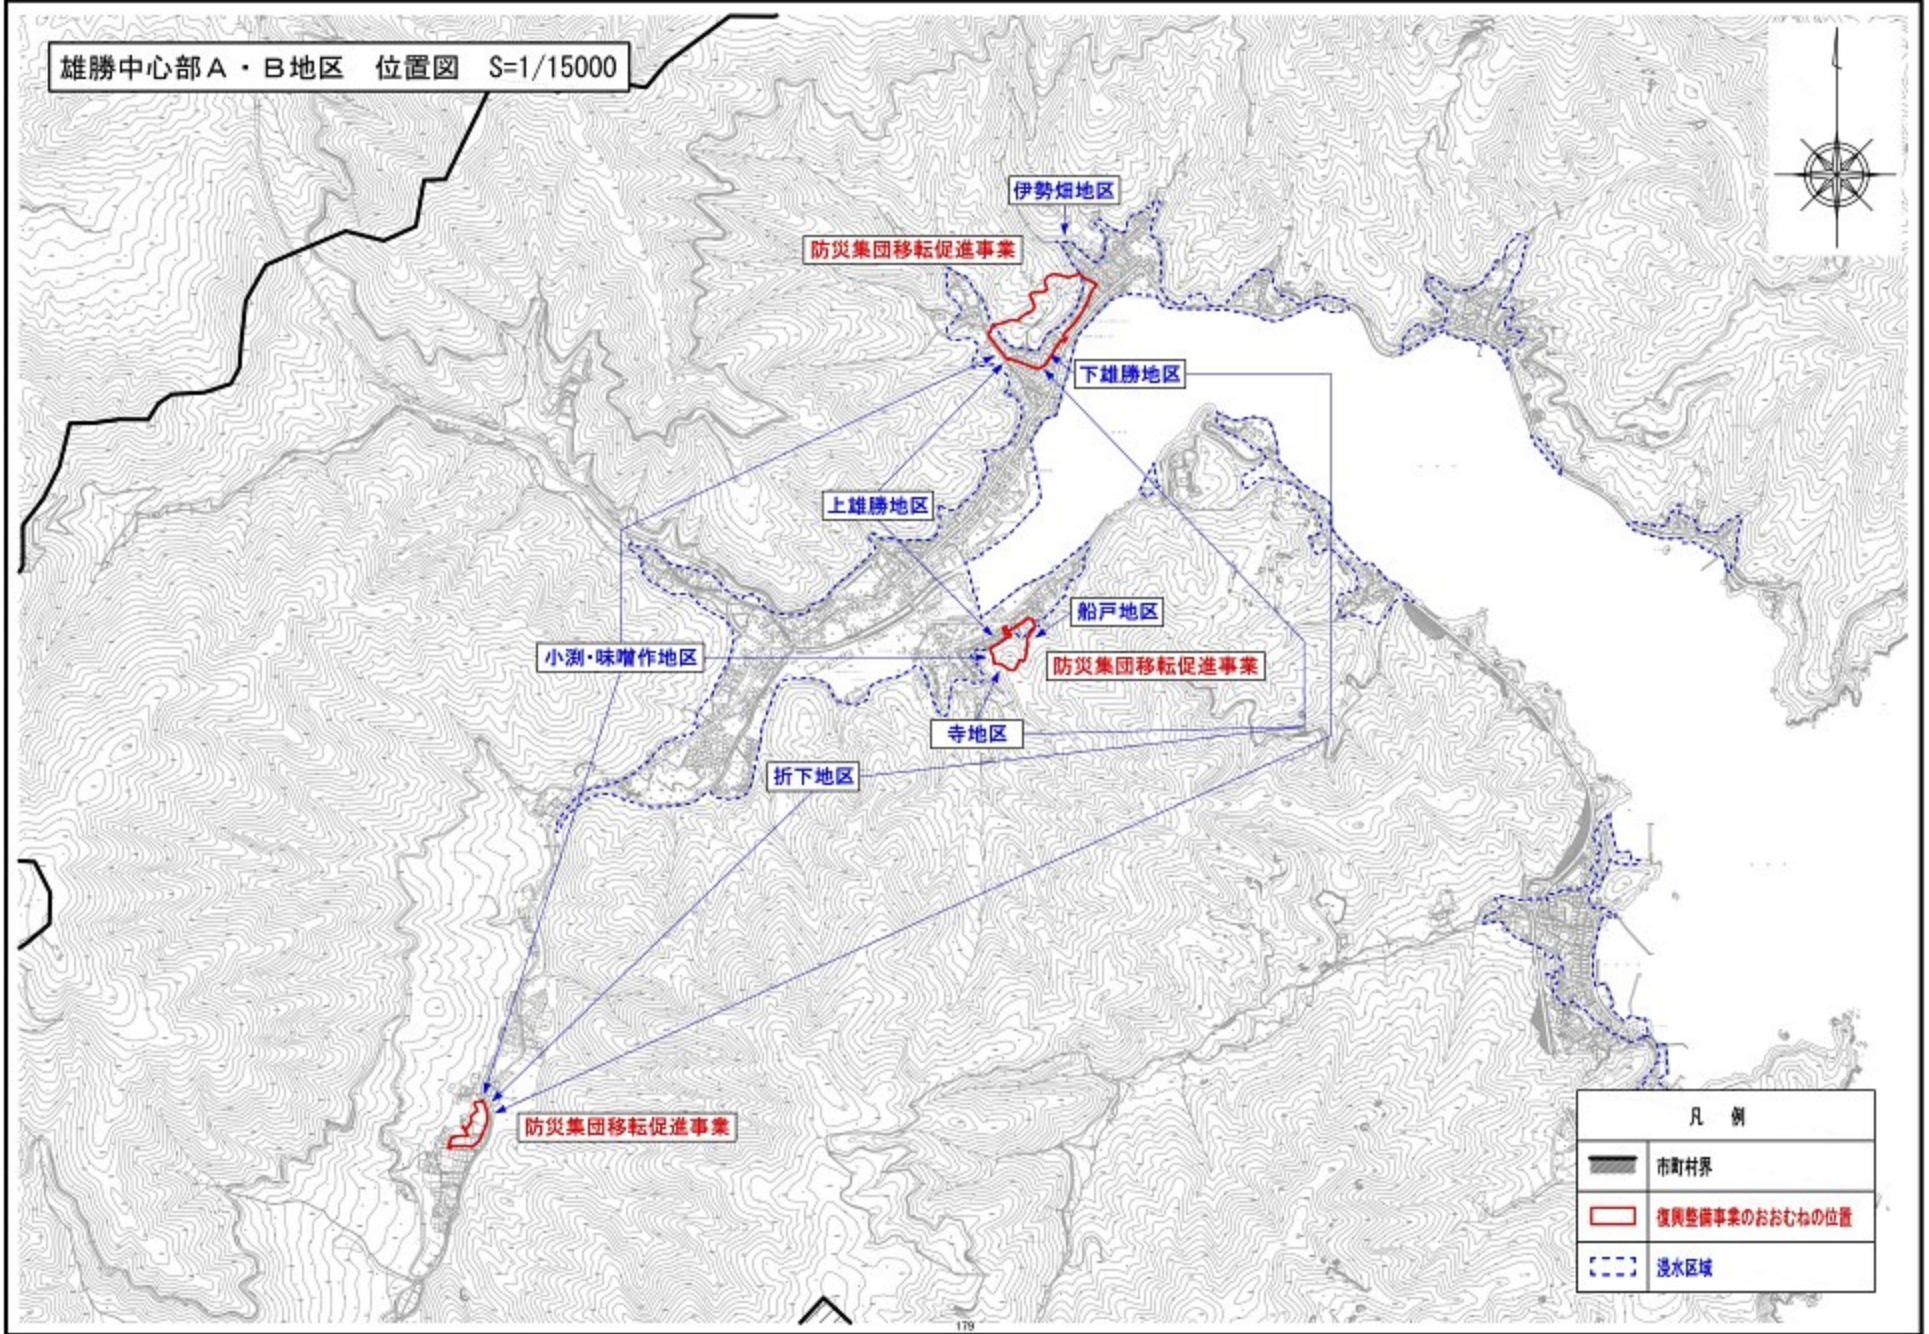 雄勝中心部A・B地区 位置図 S=1/15000
伊勢畑地区
防災集団移転促進事業
下雄勝地区
上雄勝地区
船戸地区
小渕・味噌作地区
防災集団移転促進事業
寺地区
折下地区
防災集団移転促進事業
凡 例
市町村界
復興整備事業のおおむねの位置
浸水区域
179